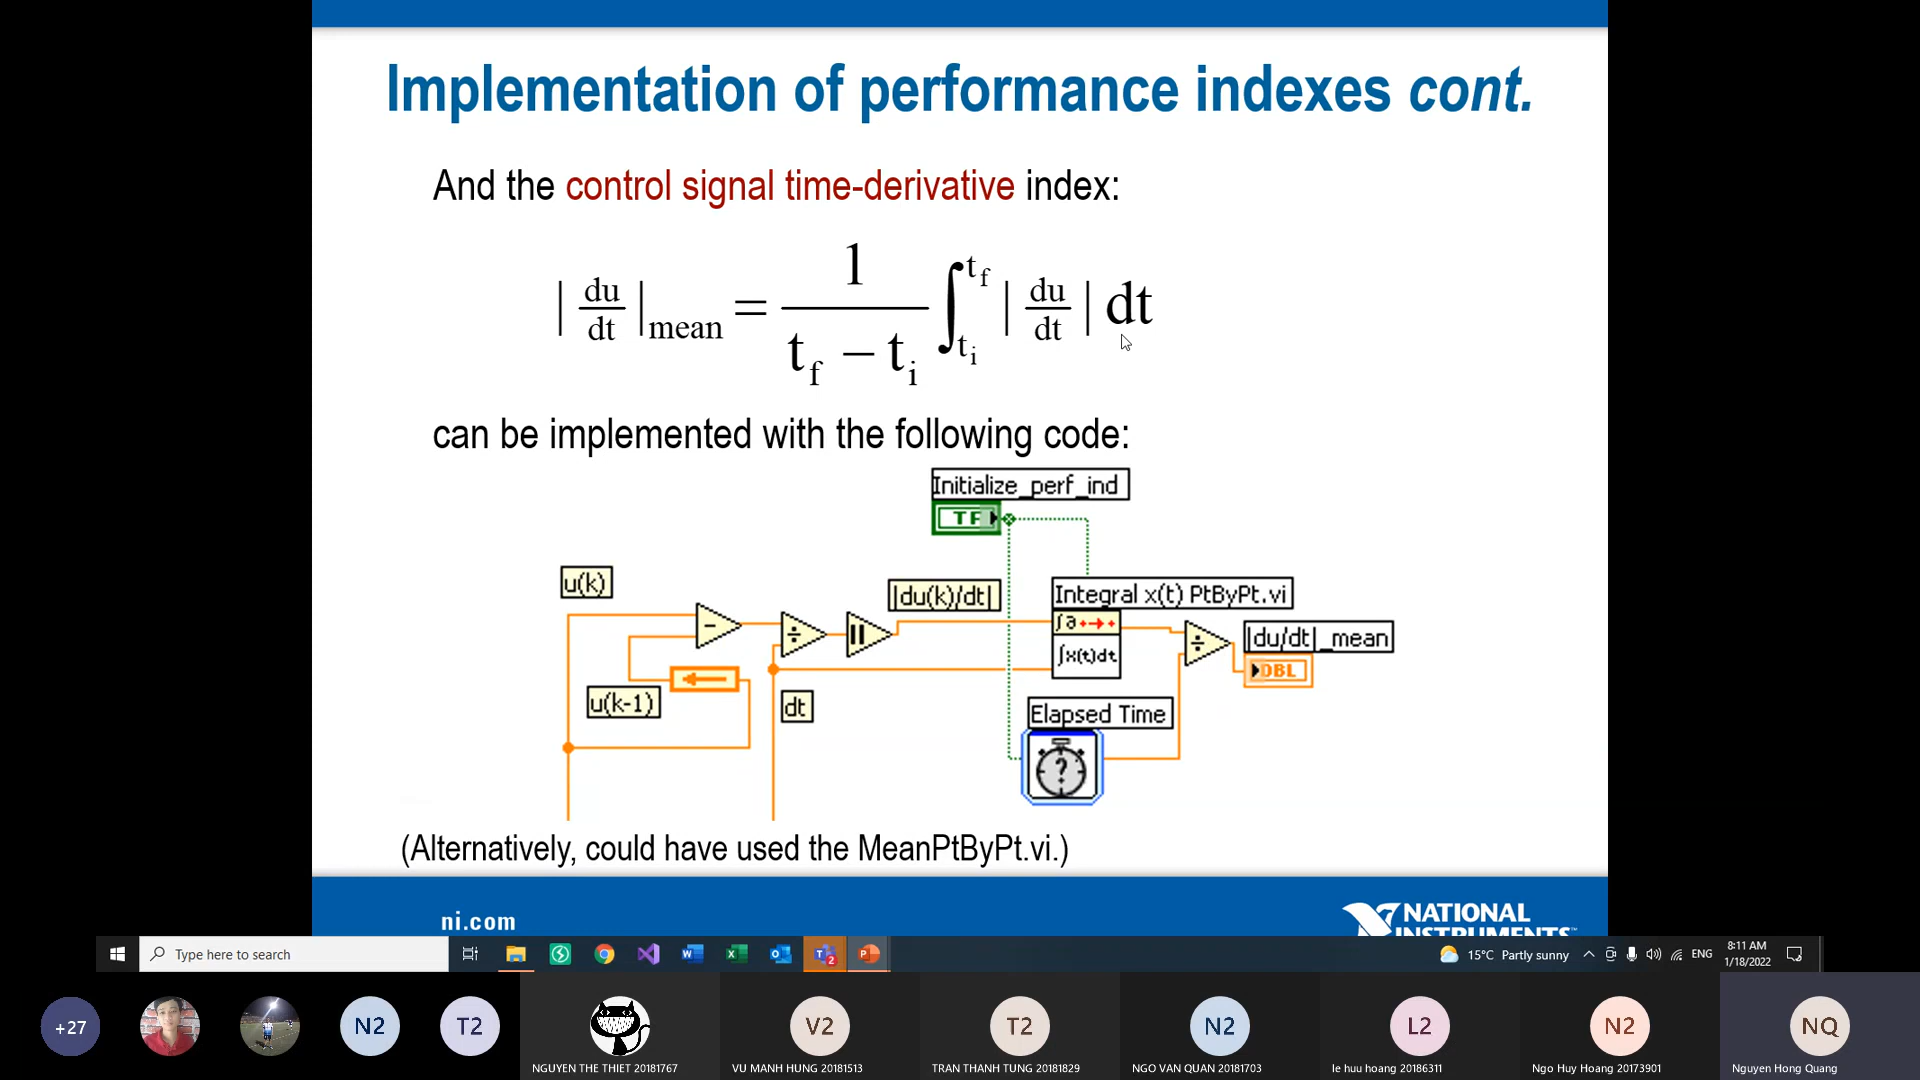 Implementation of performance indexes cont.
And the control signal time-derivative index:
| du/dt |mean = 1/(tf − ti) ∫ti^tf | du/dt | dt
can be implemented with the following code:
Initialize_perf_ind
TF
u(k)
|du(k)/dt|
Integral x(t) PtByPt.vi
∫x(t)dt
|du/dt|_mean
DBL
u(k-1)
dt
Elapsed Time
?
(Alternatively, could have used the MeanPtByPt.vi.)
ni.com
NATIONAL
INSTRUMENTS
Type here to search
2
15°C Partly sunny
ENG
8:11 AM
1/18/2022
+27
N2
T2
V2
T2
N2
L2
N2
NQ
NGUYEN THE THIET 20181767
VU MANH HUNG 20181513
TRAN THANH TUNG 20181829
NGO VAN QUAN 20181703
le huu hoang 20186311
Ngo Huy Hoang 20173901
Nguyen Hong Quang